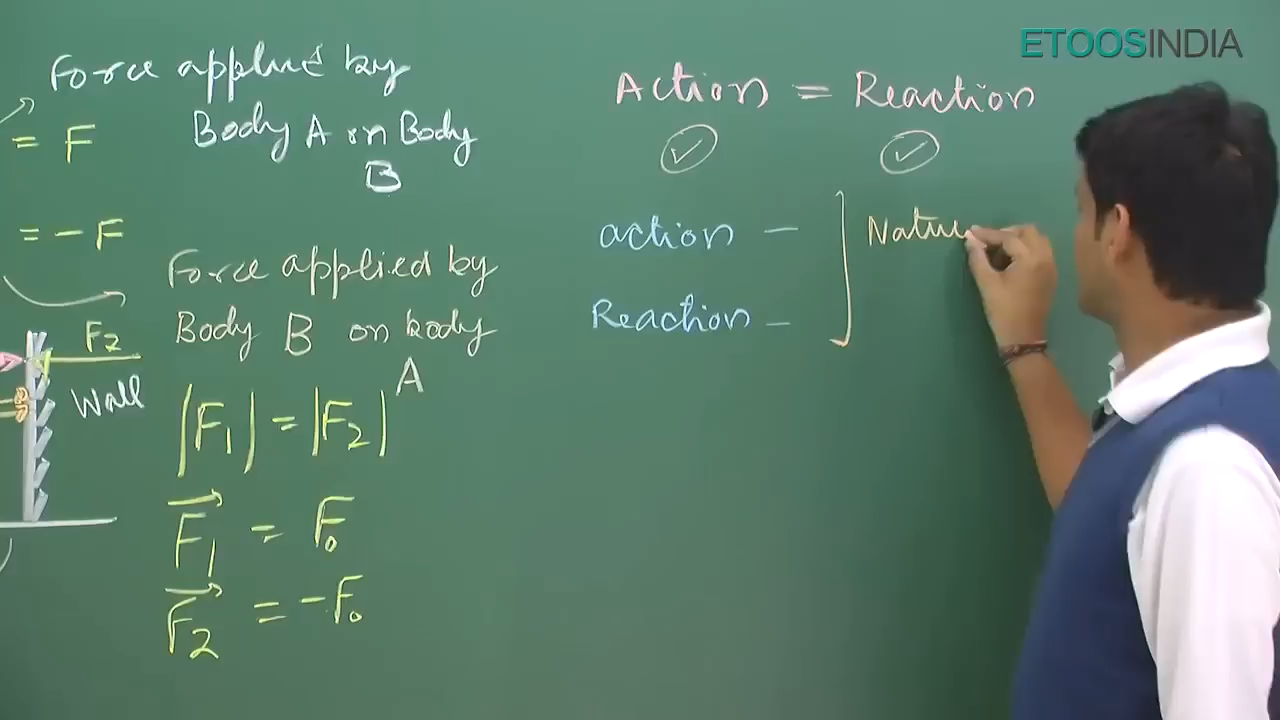 ETOOSINDIA
Force applied by
Body A on Body
B
= F
= - F
Force applied by
Body B on body
A
F2
Wall
|F1| = |F2|
F1 = F0
F2 = -F0
Action = Reaction
action -
Reaction -
Natur